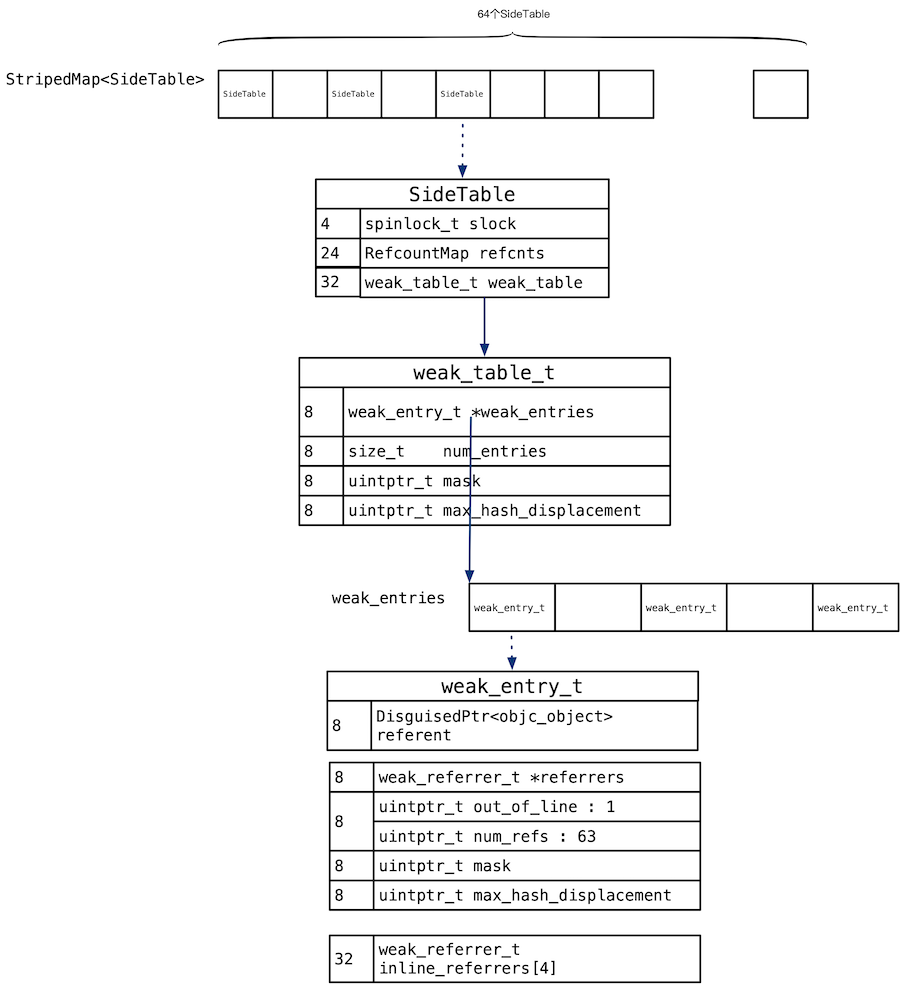 64个SideTable
StripedMap<SideTable>
SideTable
SideTable
SideTable
SideTable
4
spinlock_t slock
24
RefcountMap refcnts
32
weak_table_t weak_table
weak_table_t
8
weak_entry_t *weak_entries
8
size_t    num_entries
8
uintptr_t mask
8
uintptr_t max_hash_displacement
weak_entries
weak_entry_t
weak_entry_t
weak_entry_t
weak_entry_t
8
DisguisedPtr<objc_object>
referent
8
weak_referrer_t *referrers
8
uintptr_t out_of_line : 1
uintptr_t num_refs : 63
8
uintptr_t mask
8
uintptr_t max_hash_displacement
32
weak_referrer_t
inline_referrers[4]